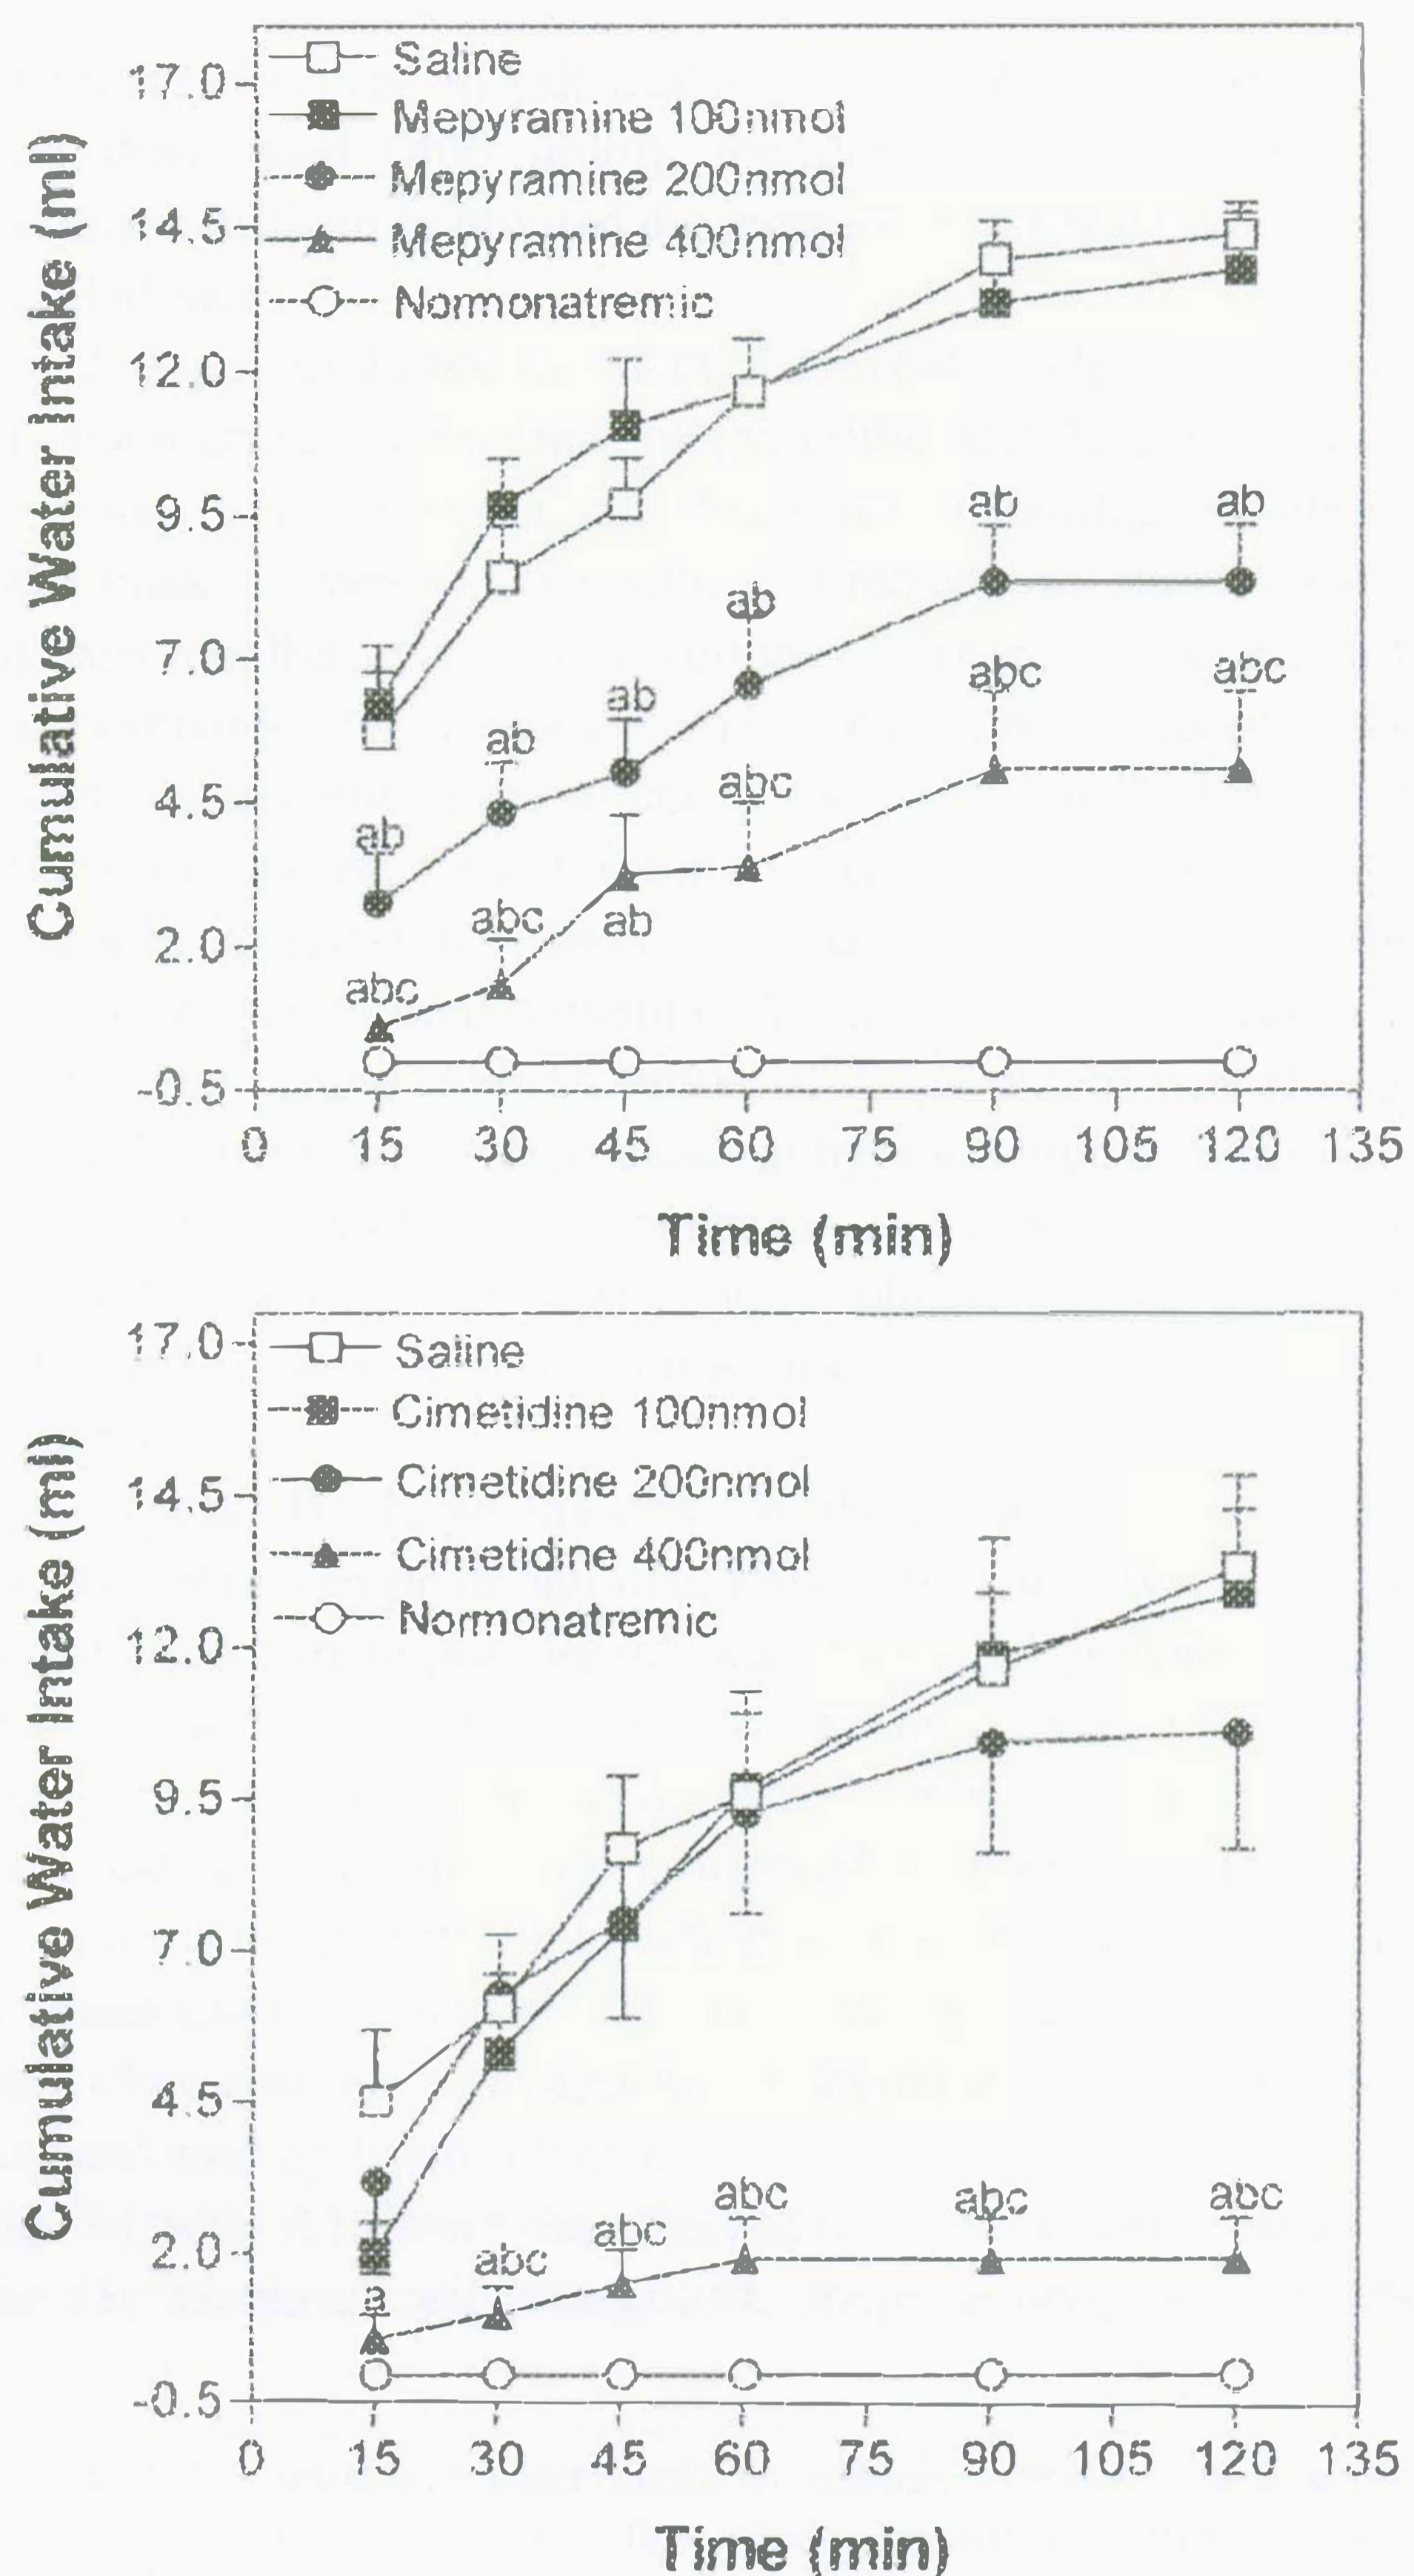 Cumulative Water Intake (ml)
17.0
14.5
12.0
9.5
7.0
4.5
2.0
-0.5
Saline
Mepyramine 100nmol
Mepyramine 200nmol
Mepyramine 400nmol
Normonatremic
ab
ab
ab
abc
abc
ab
ab
abc
ab
abc
ab
abc
0 15 30 45 60 75 90 105 120 135
Time (min)
Cumulative Water Intake (ml)
17.0
14.5
12.0
9.5
7.0
4.5
2.0
-0.5
Saline
Cimetidine 100nmol
Cimetidine 200nmol
Cimetidine 400nmol
Normonatremic
abc
abc
abc
abc
abc
0 15 30 45 60 75 90 105 120 135
Time (min)